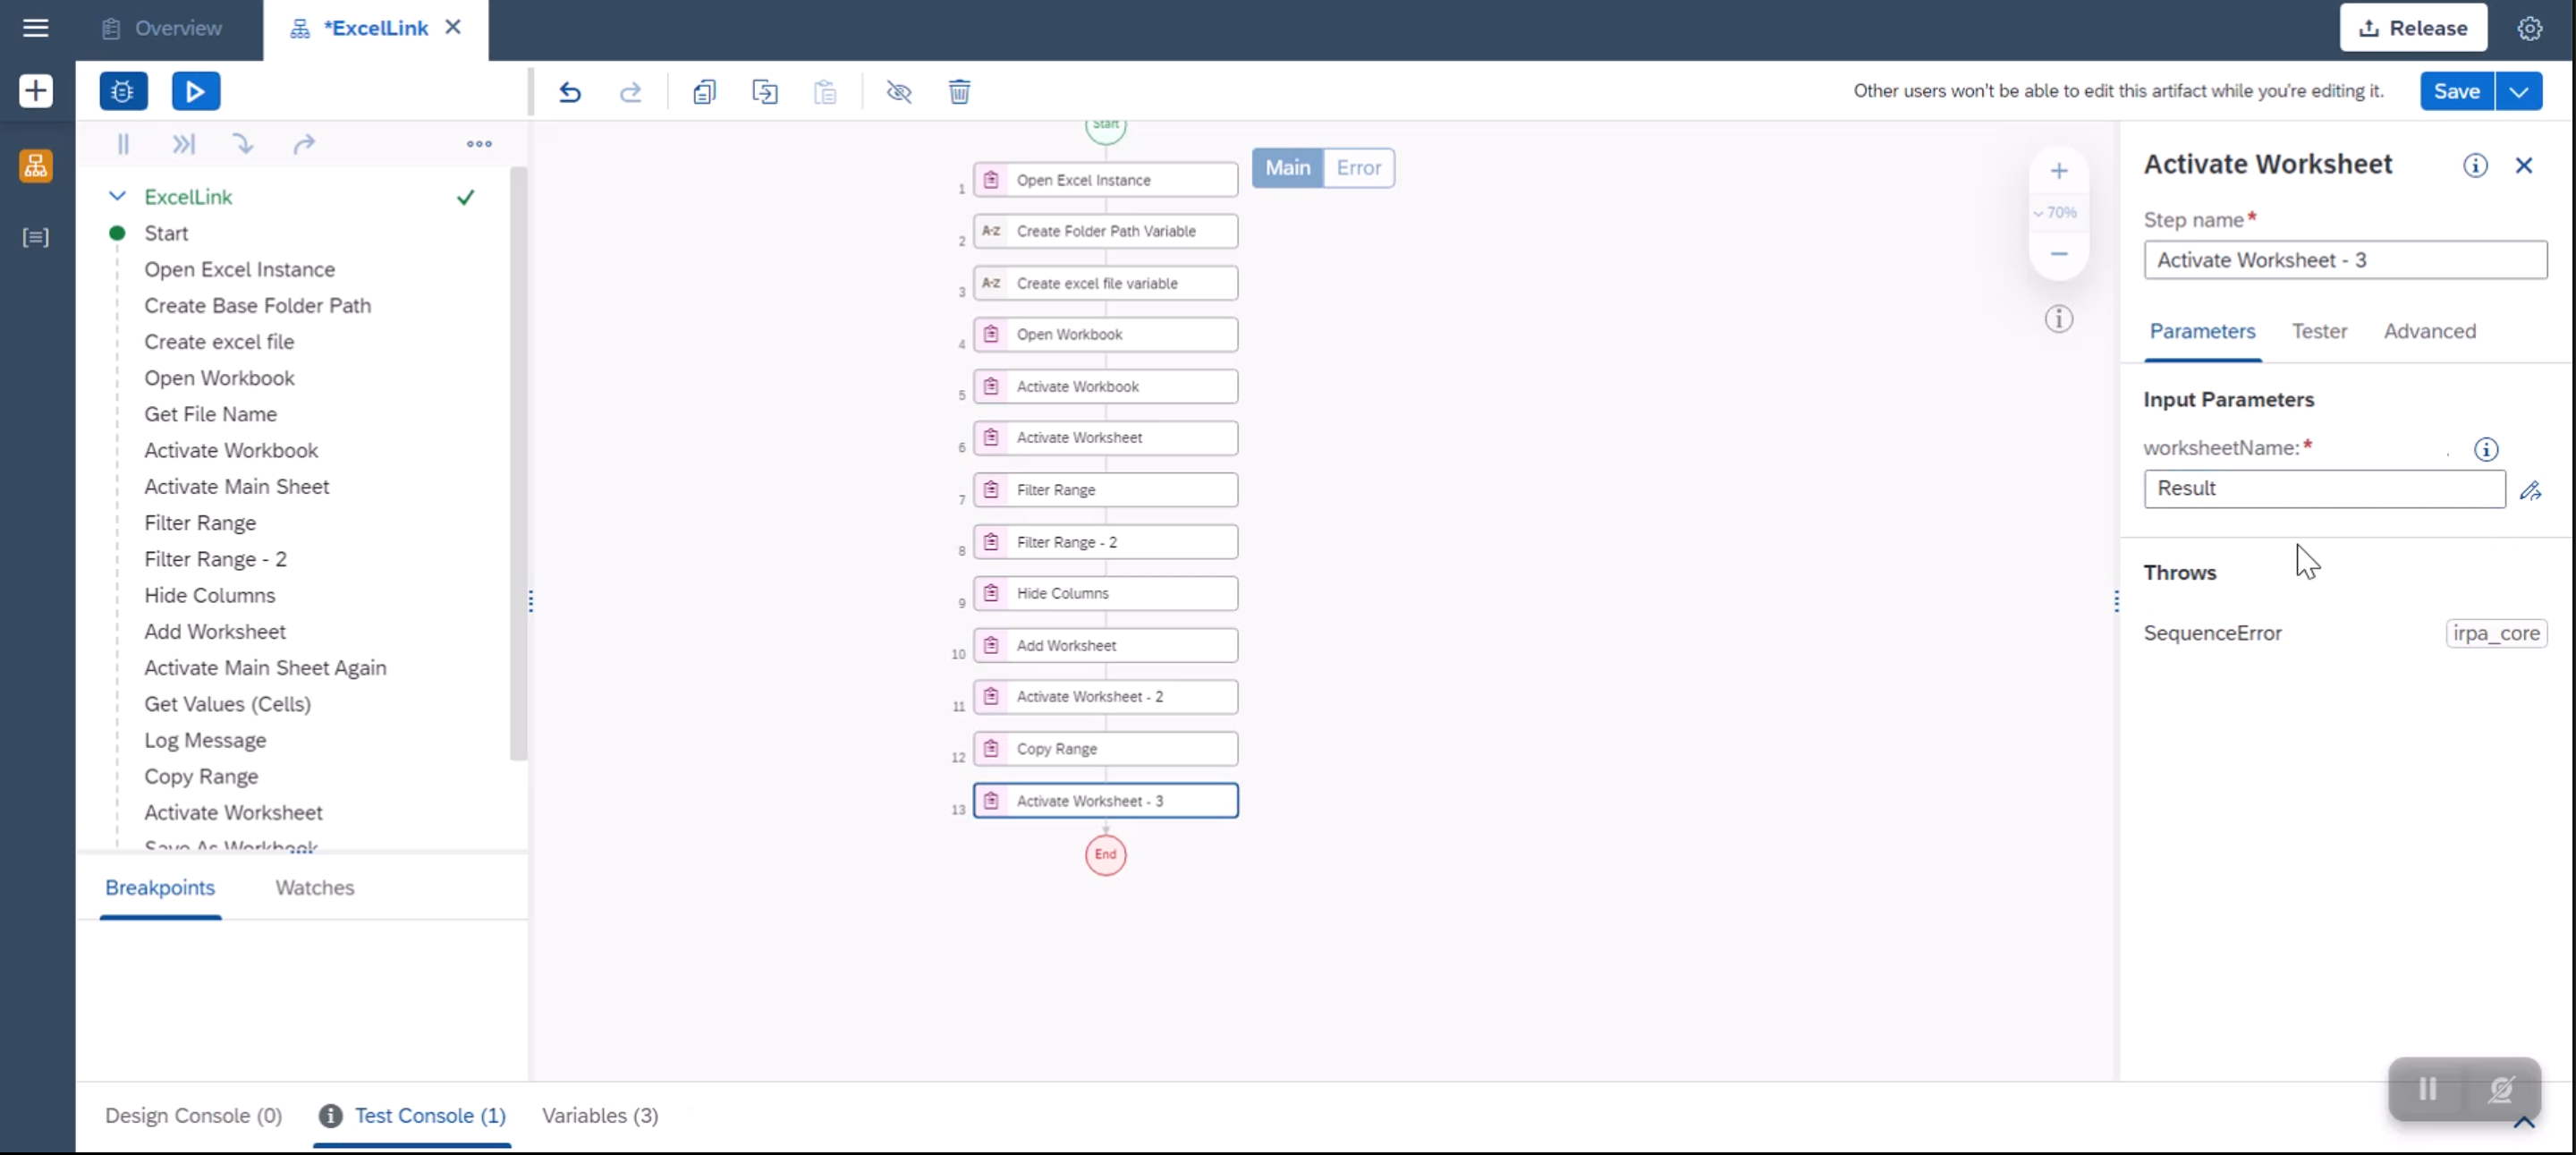 Overview
*ExcelLink
Release
Other users won't be able to edit this artifact while you're editing it.
Save
ExcelLink
Start
Open Excel Instance
Create Base Folder Path
Create excel file
Open Workbook
Get File Name
Activate Workbook
Activate Main Sheet
Filter Range
Filter Range - 2
Hide Columns
Add Worksheet
Activate Main Sheet Again
Get Values (Cells)
Log Message
Copy Range
Activate Worksheet
Save As Workbook
Breakpoints Watches
Start
Main Error
1 Open Excel Instance
2 A-Z Create Folder Path Variable
3 A-Z Create excel file variable
4 Open Workbook
5 Activate Workbook
6 Activate Worksheet
7 Filter Range
8 Filter Range - 2
9 Hide Columns
10 Add Worksheet
11 Activate Worksheet - 2
12 Copy Range
13 Activate Worksheet - 3
End
70%
Activate Worksheet
Step name*
Activate Worksheet - 3
Parameters Tester Advanced
Input Parameters
worksheetName:*
Result
Throws
SequenceError irpa_core
Design Console (0) Test Console (1) Variables (3)